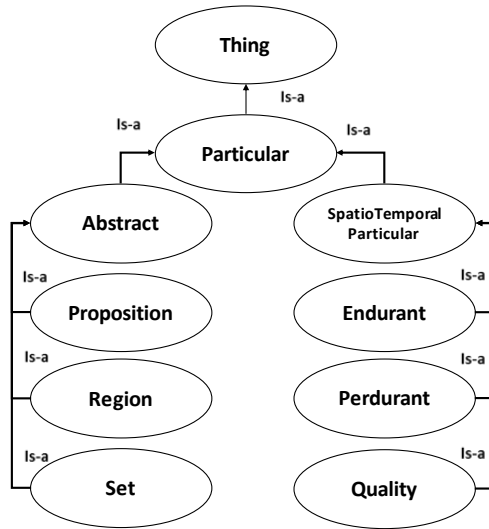 Thing
Is-a
Is-a
Is-a
Particular
Abstract
SpatioTemporal
Particular
Is-a
Is-a
Proposition
Endurant
Is-a
Is-a
Region
Perdurant
Is-a
Is-a
Set
Quality